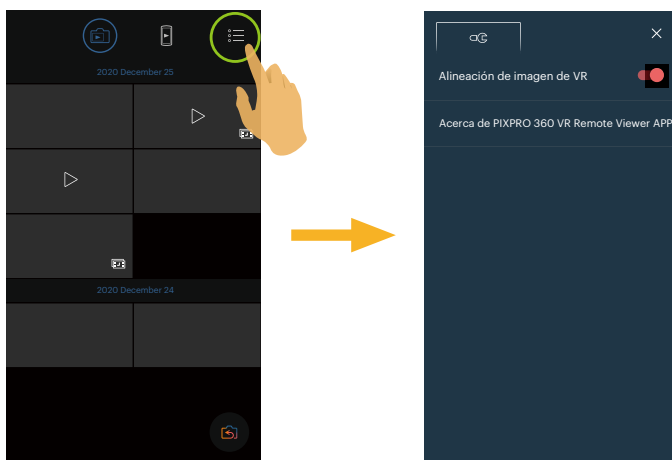 2020 December 25
2020 December 24
Alineación de imagen de VR
Acerca de PIXPRO 360 VR Remote Viewer APP